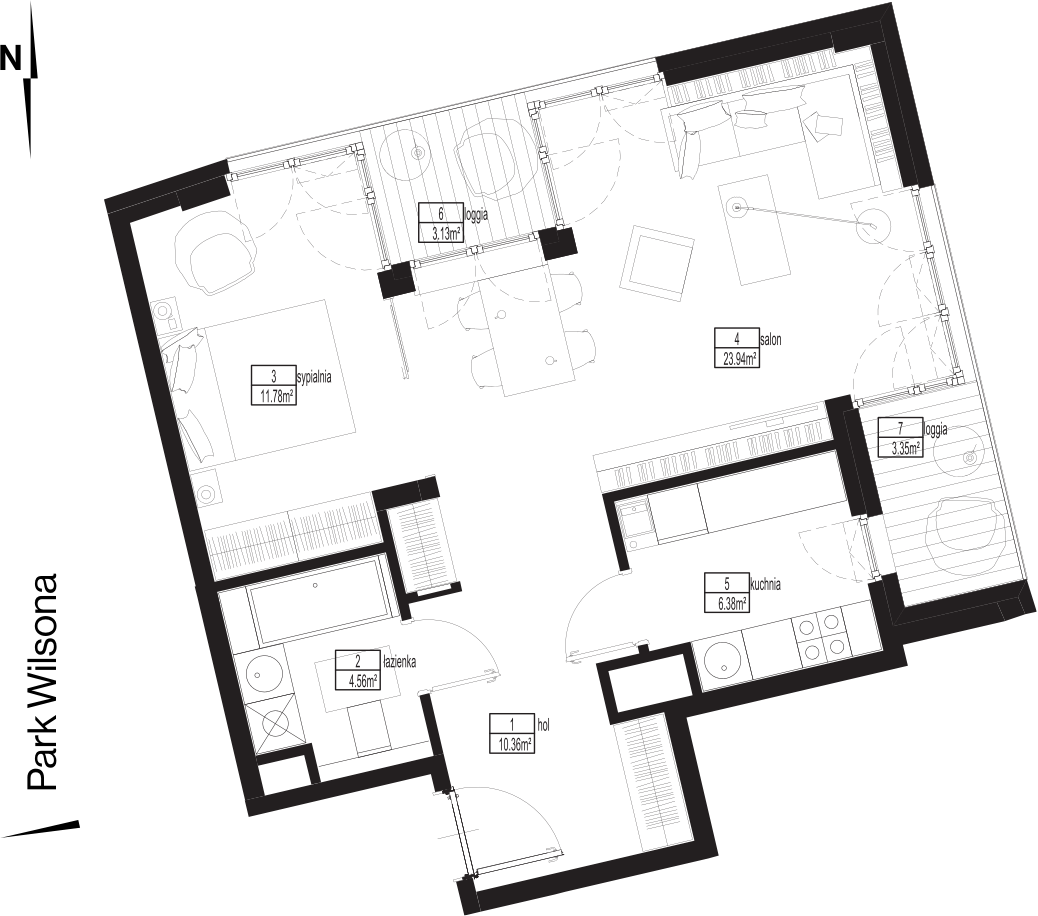 N
6 loggia
3.13m²
4 salon
23.94m²
3 sypialnia
11.78m²
7 loggia
3.35m²
5 kuchnia
6.38m²
2 łazienka
4.56m²
1 hol
10.36m²
Park Wilsona